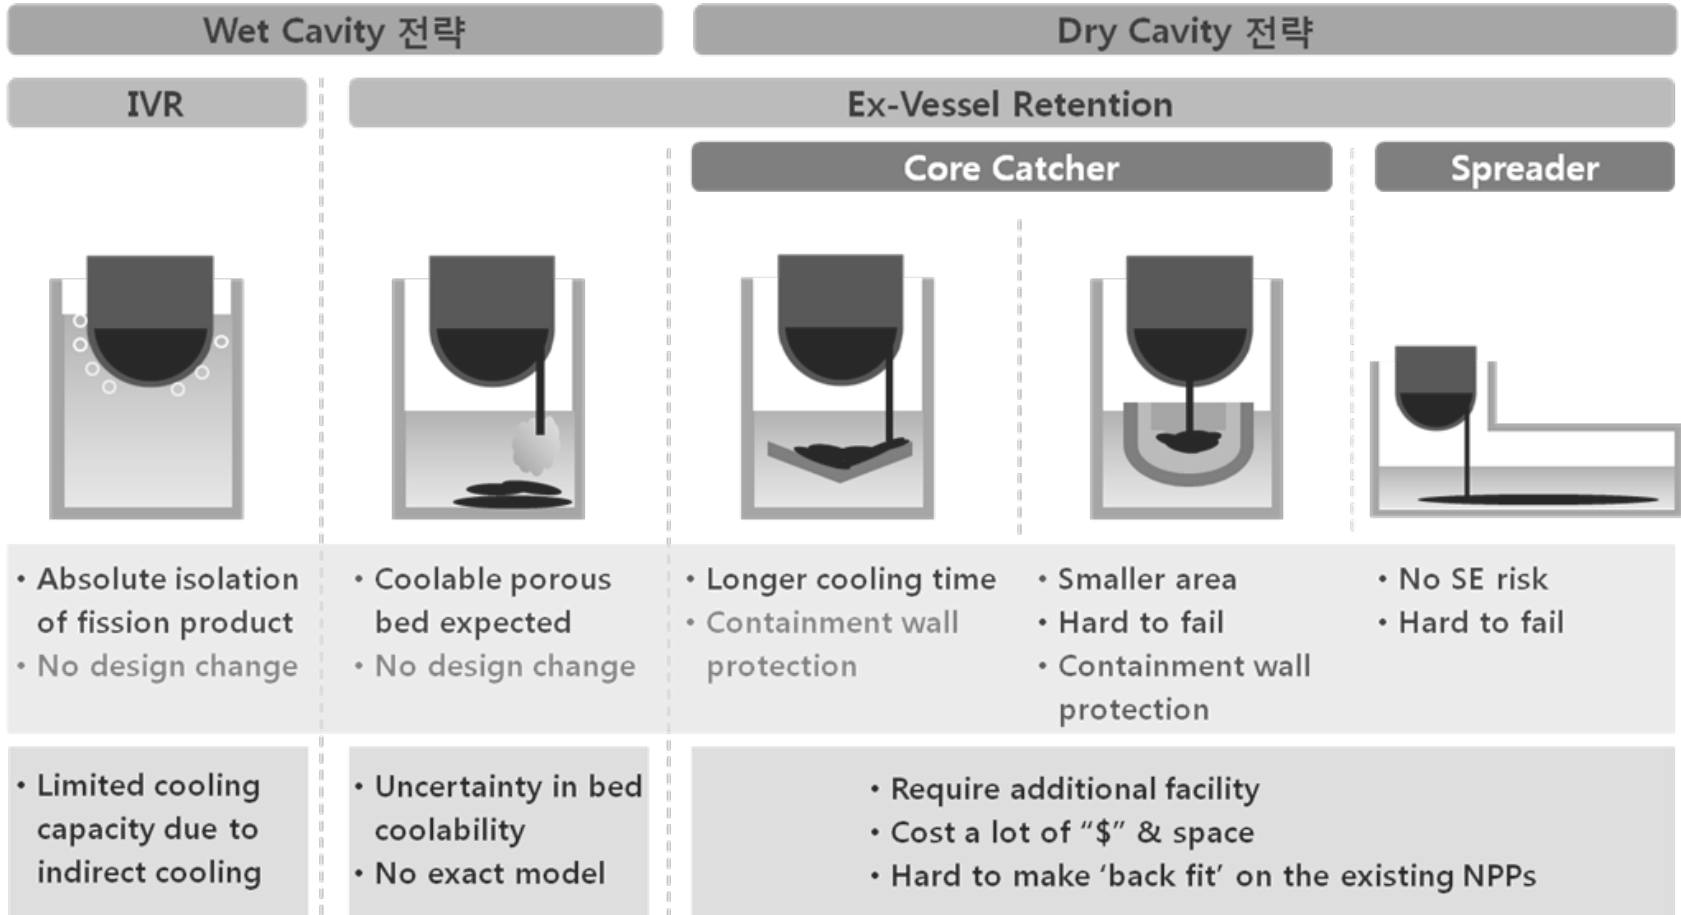 Wet Cavity 전략
Dry Cavity 전략
IVR
Ex-Vessel Retention
Core Catcher
Spreader
• Absolute isolation
of fission product
• No design change
• Coolable porous
bed expected
• No design change
• Longer cooling time
• Containment wall
protection
• Smaller area
• Hard to fail
• Containment wall
protection
• No SE risk
• Hard to fail
• Limited cooling
capacity due to
indirect cooling
• Uncertainty in bed
coolability
• No exact model
• Require additional facility
• Cost a lot of “$” & space
• Hard to make ‘back fit’ on the existing NPPs